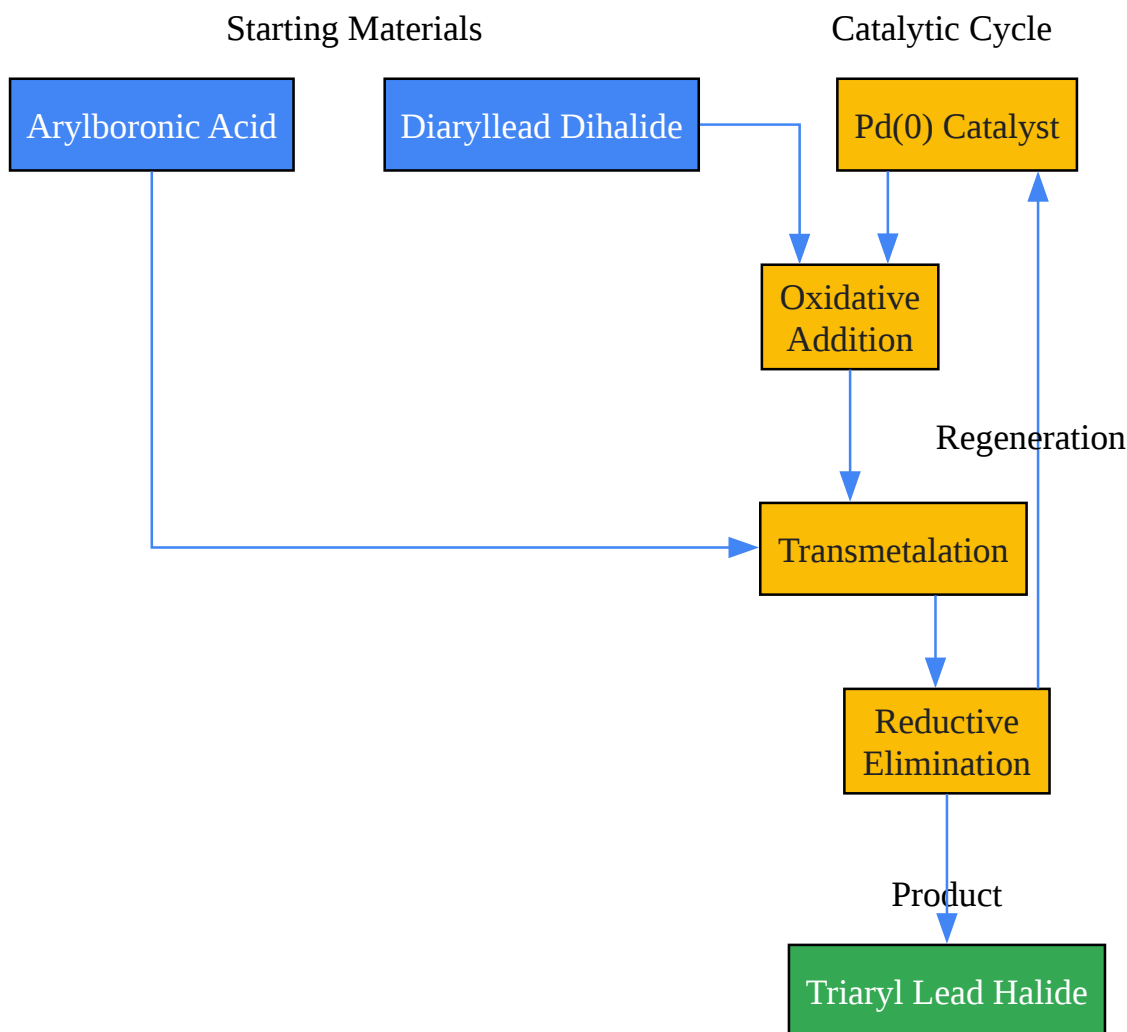 Starting Materials
Catalytic Cycle
Arylboronic Acid
Diaryllead Dihalide
Pd(0) Catalyst
Oxidative
Addition
Regeneration
Transmetalation
Reductive
Elimination
Product
Triaryl Lead Halide